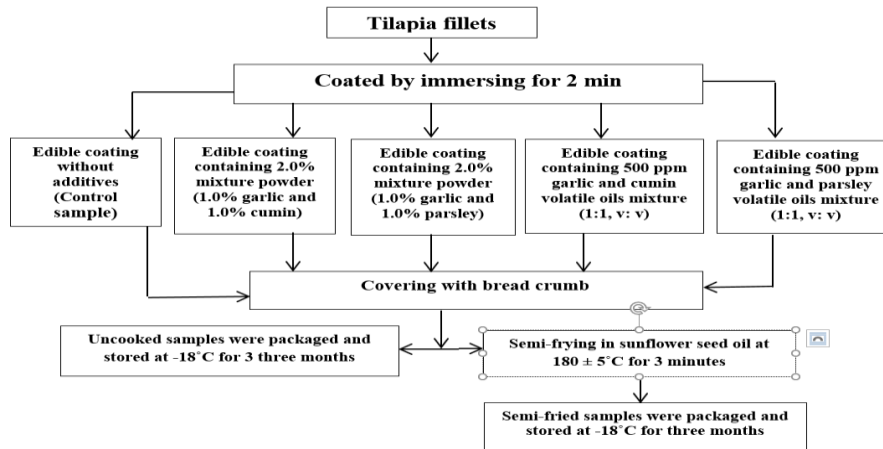 Tilapia fillets
Coated by immersing for 2 min
Edible coating
without
additives
(Control
sample)
Edible coating
containing 2.0%
mixture powder
(1.0% garlic and
1.0% cumin)
Edible coating
containing 2.0%
mixture powder
(1.0% garlic and
1.0% parsley)
Edible coating
containing 500 ppm
garlic and cumin
volatile oils mixture
(1:1, v: v)
Edible coating
containing 500 ppm
garlic and parsley
volatile oils mixture
(1:1, v: v)
Covering with bread crumb
Uncooked samples were packaged and
stored at -18˚C for 3 three months
Semi-frying in sunflower seed oil at
180 ± 5˚C for 3 minutes
Semi-fried samples were packaged and
stored at -18˚C for three months